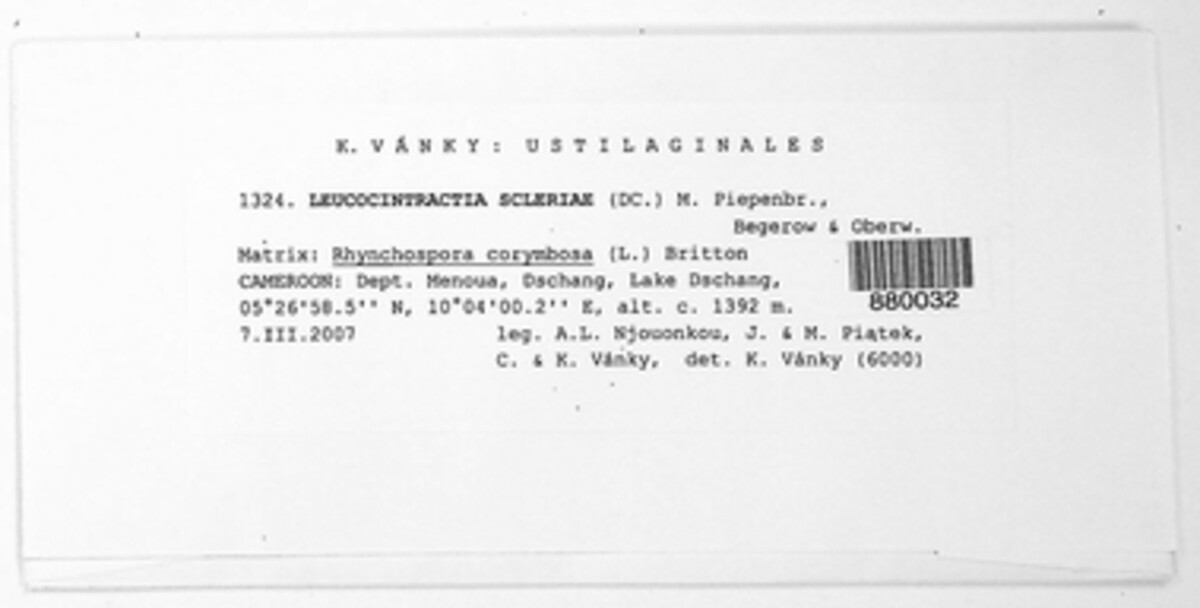 K. VÁNKY: USTILAGINALES
1324. LEUCOCINTRACTIA SCLERIAE (DC.) M. Piepenbr.,
Begerow & Oberw.
Matrix: Rhynchospora corymbosa (L.) Britton
CAMEROON: Dept. Menoua, Dschang, Lake Dschang,
05°26'58.5'' N, 10°04'00.2'' E, alt. c. 1392 m.
7.III.2007 leg. A.L. Njouonkou, J. & M. Piątek,
C. & K. Vánky, det. K. Vánky (6000)
880032